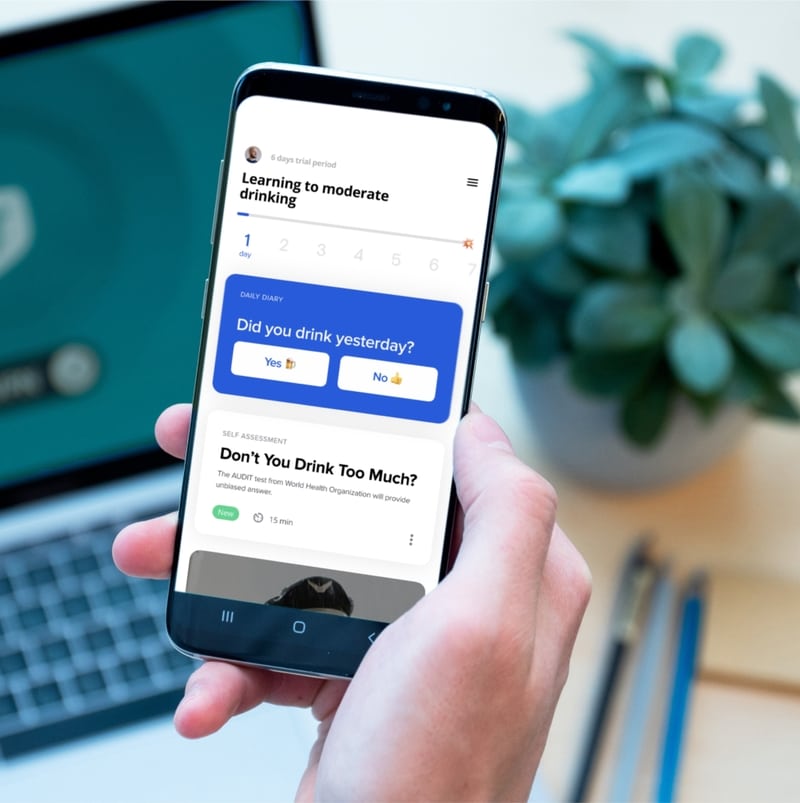 6 days trial period
Learning to moderate
drinking
1 2 3 4 5 6 7
day
DAILY DIARY
Did you drink yesterday?
Yes 🍺 No 👍
SELF ASSESSMENT
Don't You Drink Too Much?
The AUDIT test from World Health Organization will provide
unbiased answer.
New 15 min